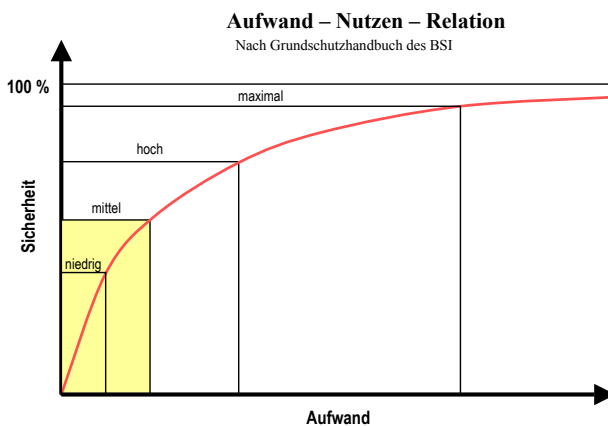 Aufwand – Nutzen – Relation
Nach Grundschutzhandbuch des BSI
100 %
maximal
hoch
mittel
niedrig
Sicherheit
Aufwand